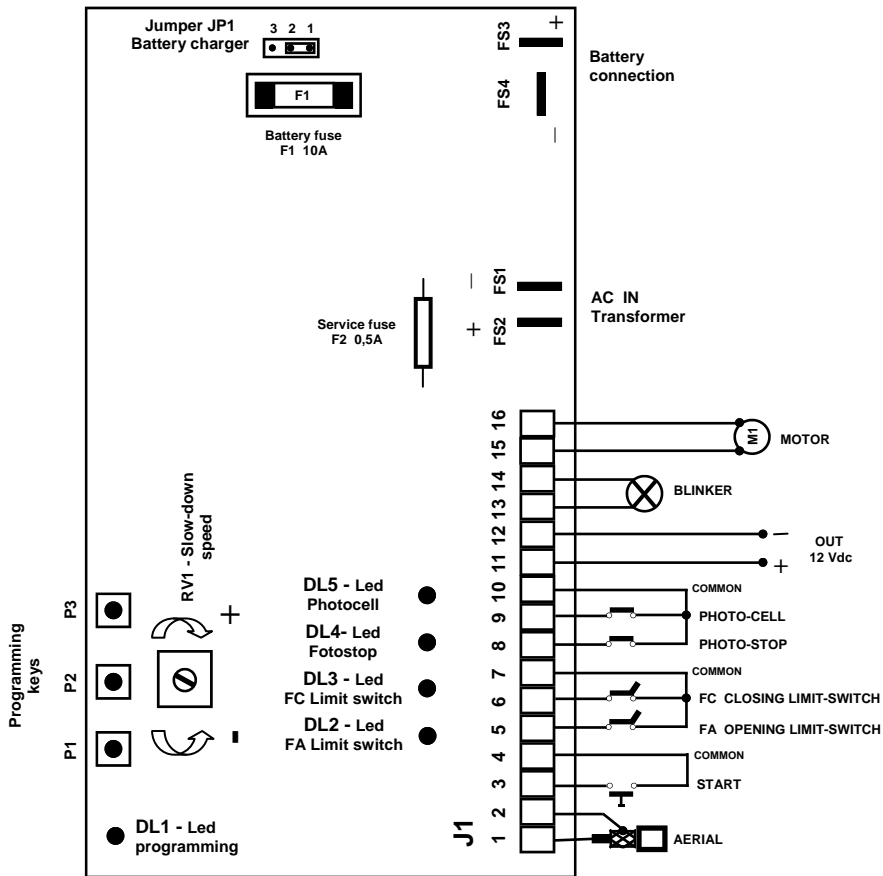 Jumper JP1
Battery charger
3 2 1
F1
Battery fuse
F1 10A
FS3
+
FS4
–
Battery
connection
FS1
–
FS2
+
AC IN
Transformer
Service fuse
F2 0,5A
16
15
M1
MOTOR
14
13
BLINKER
12
–
11
+
OUT
12 Vdc
10
COMMON
9
PHOTO-CELL
8
PHOTO-STOP
7
COMMON
6
FC CLOSING LIMIT-SWITCH
5
FA OPENING LIMIT-SWITCH
4
COMMON
3
START
2
1
AERIAL
J1
RV1 - Slow-down
speed
+
-
Programming
keys
P3
P2
P1
DL5 - Led
Photocell
DL4- Led
Fotostop
DL3 - Led
FC Limit switch
DL2 - Led
FA Limit switch
DL1 - Led
programming